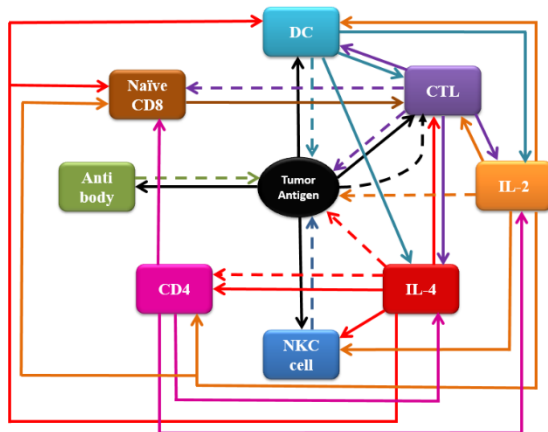 DC
Naïve
CD8
CTL
Anti
body
Tumor
Antigen
IL-2
CD4
IL-4
NKC
cell